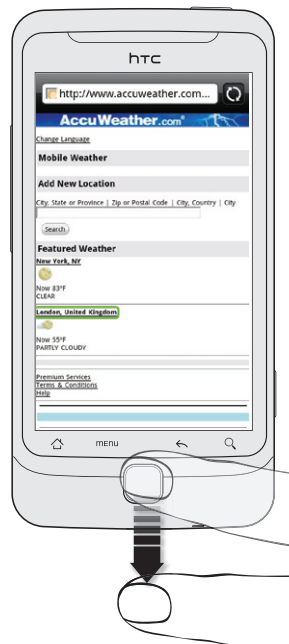 hTC
http://www.accuweather.com...
AccuWeather.com®
Change Language
Mobile Weather
Add New Location
City, State or Province | Zip or Postal Code | City, Country | City
Search
Featured Weather
New York, NY
Now 83°F
CLEAR
London, United Kingdom
Now 55°F
PARTLY CLOUDY
Premium Services
Terms & Conditions
Help
MENU